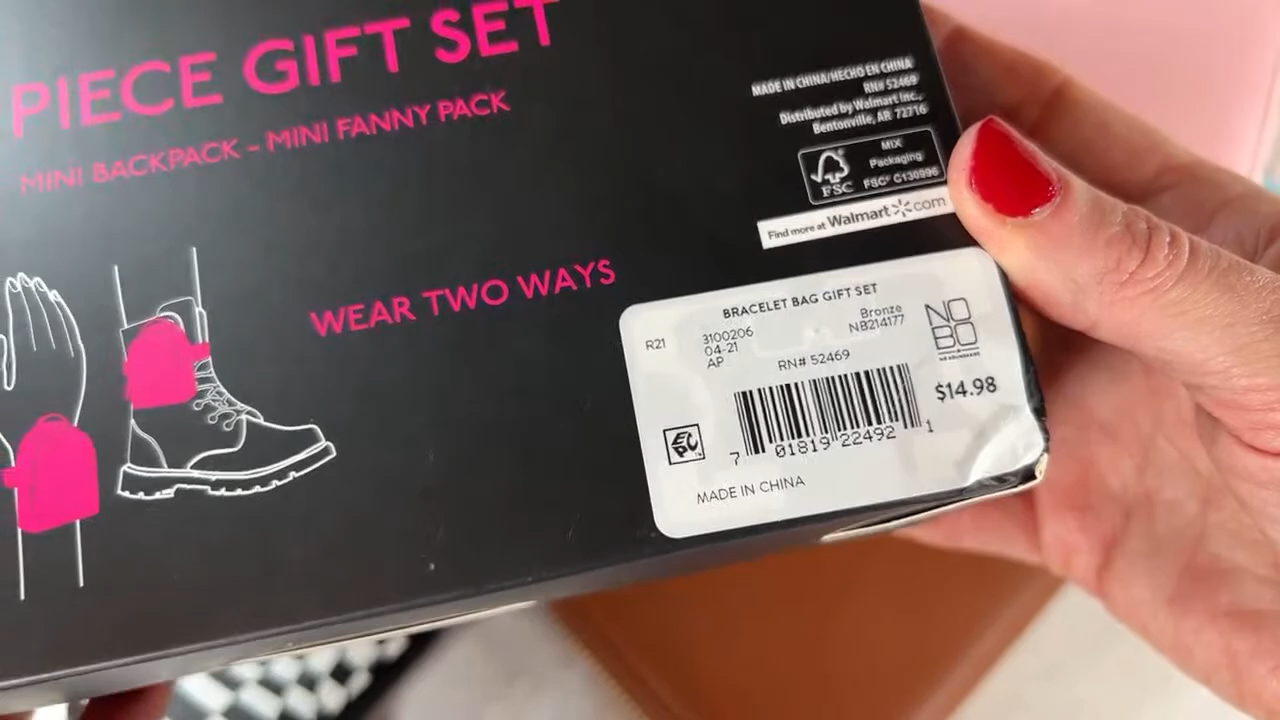 PIECE GIFT SET
MINI BACKPACK - MINI FANNY PACK
WEAR TWO WAYS
MADE IN CHINA/HECHO EN CHINA
RN# 52469
Distributed by Walmart Inc.,
Bentonville, AR 72716
FSC
MIX
Packaging
FSC® C130996
Find more at Walmart.com
BRACELET BAG GIFT SET
R21
3100206
04-21
AP
Bronze
NB214177
RN# 52469
NO
BO
$14.98
EPC™
7 01819 22492 1
MADE IN CHINA